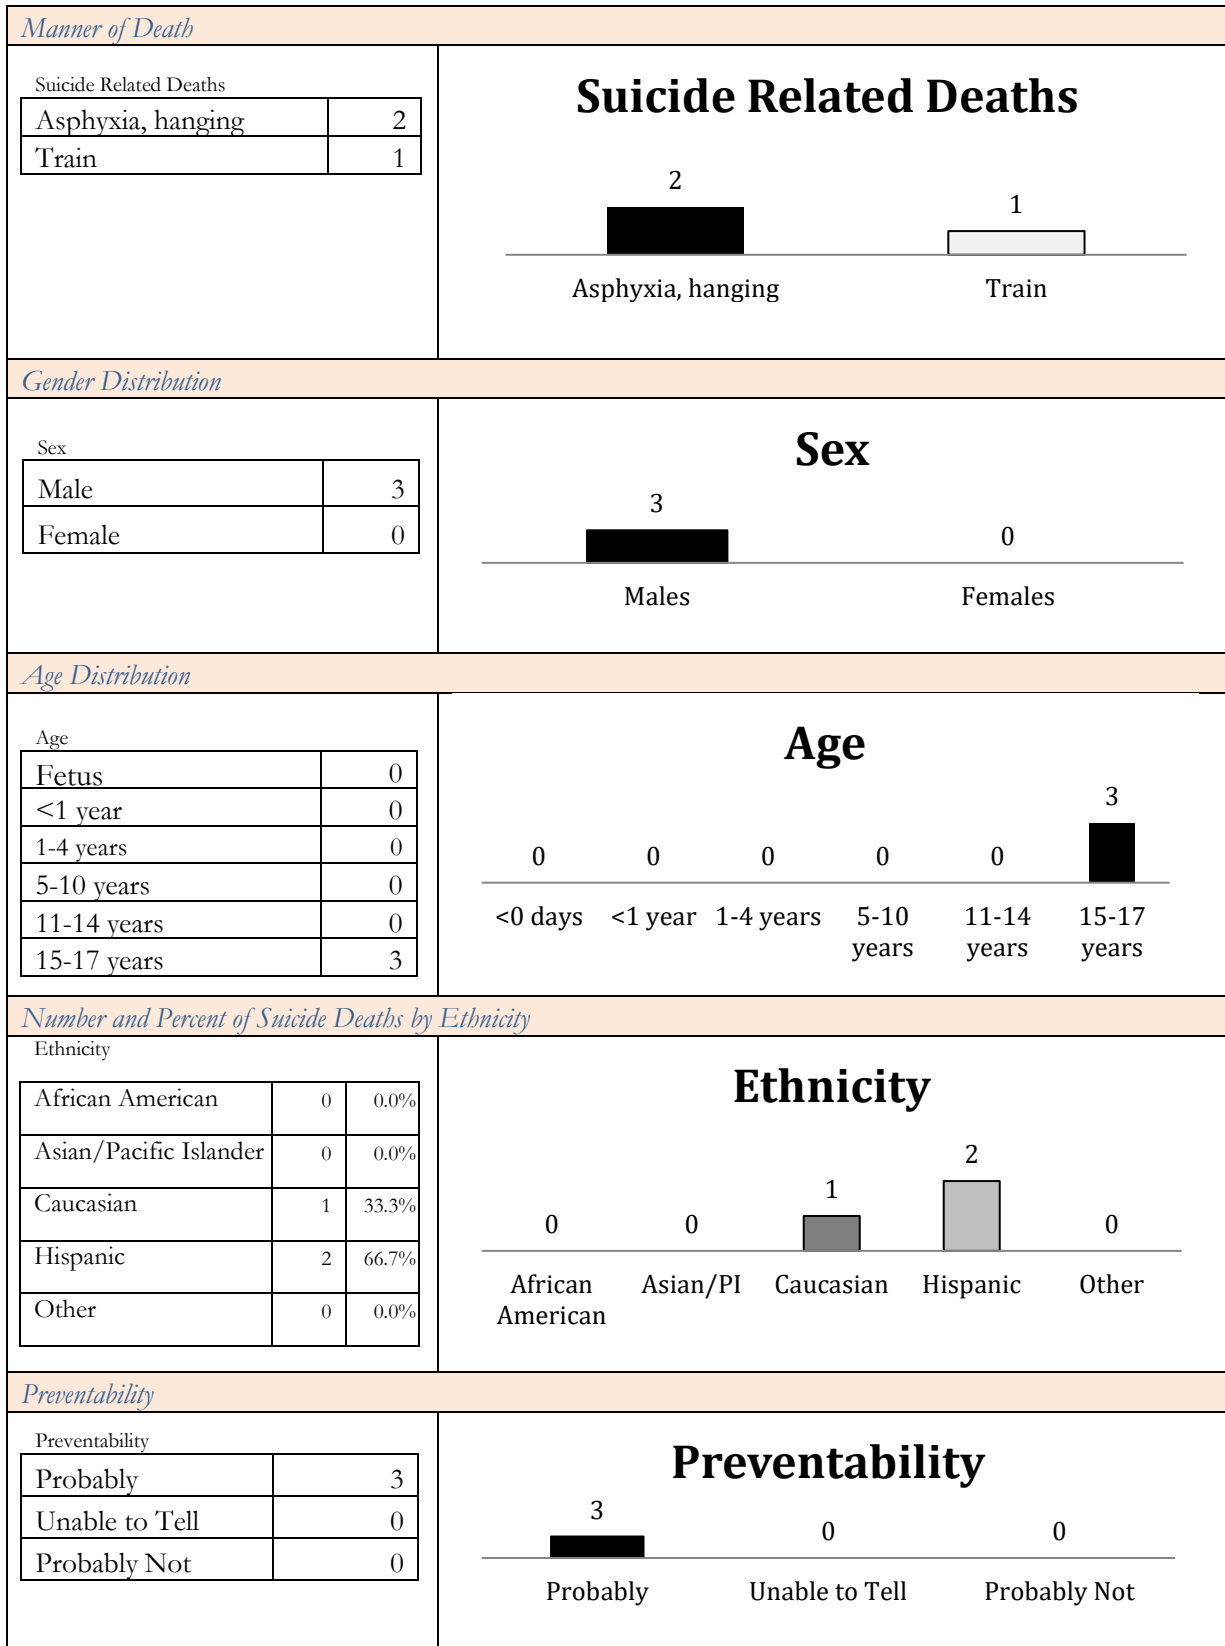 Manner of Death
Suicide Related Deaths
Asphyxia, hanging 2
Train 1
Suicide Related Deaths
2
1
Asphyxia, hanging Train
Gender Distribution
Sex
Male 3
Female 0
Sex
3
0
Males Females
Age Distribution
Age
Fetus 0
<1 year 0
1-4 years 0
5-10 years 0
11-14 years 0
15-17 years 3
Age
3
0 0 0 0 0
<0 days <1 year 1-4 years 5-10 11-14 15-17
years years years
Number and Percent of Suicide Deaths by Ethnicity
Ethnicity
African American 0 0.0%
Asian/Pacific Islander 0 0.0%
Caucasian 1 33.3%
Hispanic 2 66.7%
Other 0 0.0%
Ethnicity
2
1
0 0 0
African Asian/PI Caucasian Hispanic Other
American
Preventability
Preventability
Probably 3
Unable to Tell 0
Probably Not 0
Preventability
3
0 0
Probably Unable to Tell Probably Not